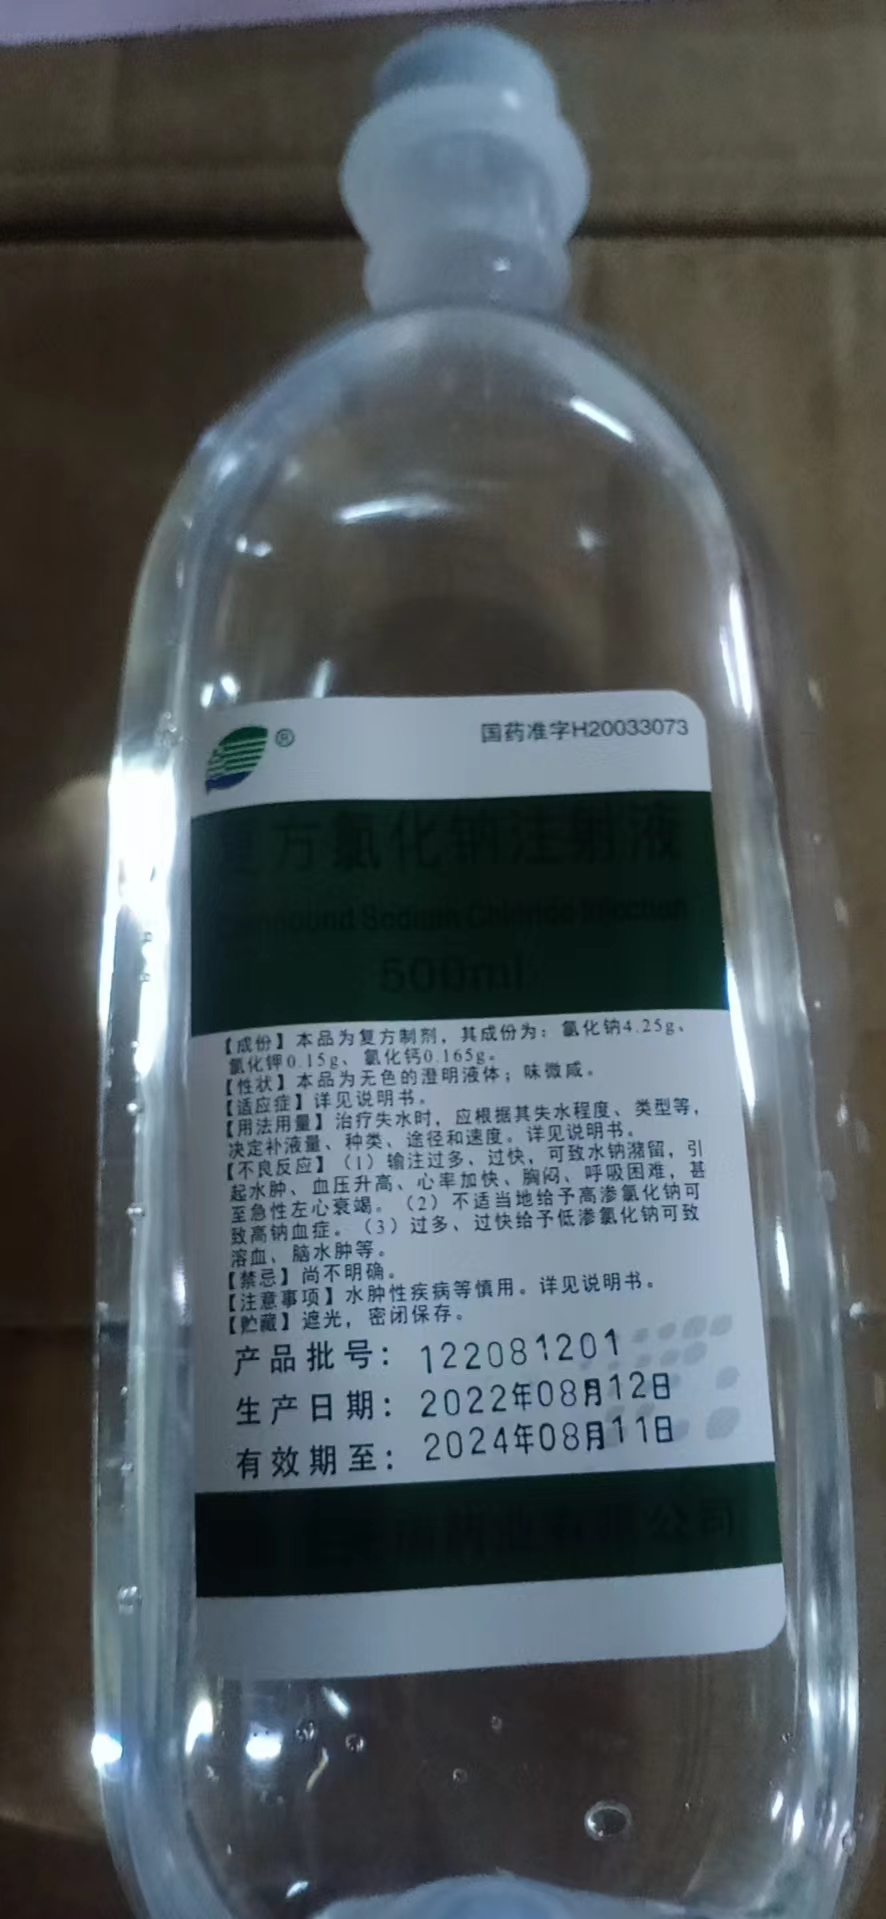 ®
国药准字H20033073
复方氯化钠注射液
Compound Sodium Chloride Injection
500ml
【成份】本品为复方制剂，其成份为：氯化钠4.25g、
氯化钾0.15g、氯化钙0.165g。
【性状】本品为无色的澄明液体；味微咸。
【适应症】详见说明书。
【用法用量】治疗失水时，应根据其失水程度、类型等，
决定补液量、种类、途径和速度。详见说明书。
【不良反应】（1）输注过多、过快，可致水钠潴留，引
起水肿、血压升高、心率加快、胸闷、呼吸困难，甚
至急性左心衰竭。（2）不适当地给予高渗氯化钠可
致高钠血症。（3）过多、过快给予低渗氯化钠可致
溶血、脑水肿等。
【禁忌】尚不明确。
【注意事项】水肿性疾病等慎用。详见说明书。
【贮藏】遮光，密闭保存。
产品批号：122081201
生产日期：2022年08月12日
有效期至：2024年08月11日
药业有限公司